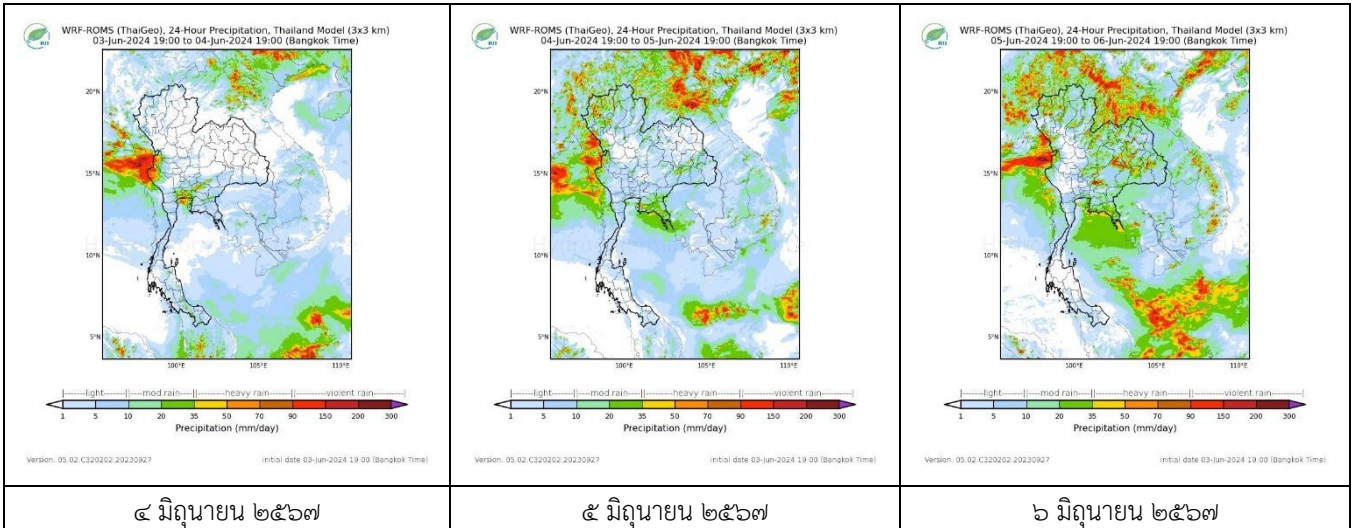 WRF-ROMS (ThaiGeo), 24-Hour Precipitation, Thailand Model (3x3 km)
03-Jun-2024 19:00 to 04-Jun-2024 19:00 (Bangkok Time)
20°N
15°N
10°N
5°N
100°E 105°E 110°E
light mod rain heavy rain violent rain
1 5 10 20 35 50 70 90 150 200 300
Precipitation (mm/day)
Version: 05.02.C320202.20230927 initial date 03-Jun-2024 19:00 (Bangkok Time)
๔ มิถุนายน ๒๕๖๗
WRF-ROMS (ThaiGeo), 24-Hour Precipitation, Thailand Model (3x3 km)
04-Jun-2024 19:00 to 05-Jun-2024 19:00 (Bangkok Time)
20°N
15°N
10°N
5°N
100°E 105°E 110°E
light mod rain heavy rain violent rain
1 5 10 20 35 50 70 90 150 200 300
Precipitation (mm/day)
Version: 05.02.C320202.20230927 initial date 03-Jun-2024 19:00 (Bangkok Time)
๕ มิถุนายน ๒๕๖๗
WRF-ROMS (ThaiGeo), 24-Hour Precipitation, Thailand Model (3x3 km)
05-Jun-2024 19:00 to 06-Jun-2024 19:00 (Bangkok Time)
20°N
15°N
10°N
5°N
100°E 105°E 110°E
light mod rain heavy rain violent rain
1 5 10 20 35 50 70 90 150 200 300
Precipitation (mm/day)
Version: 05.02.C320202.20230927 initial date 03-Jun-2024 19:00 (Bangkok Time)
๖ มิถุนายน ๒๕๖๗